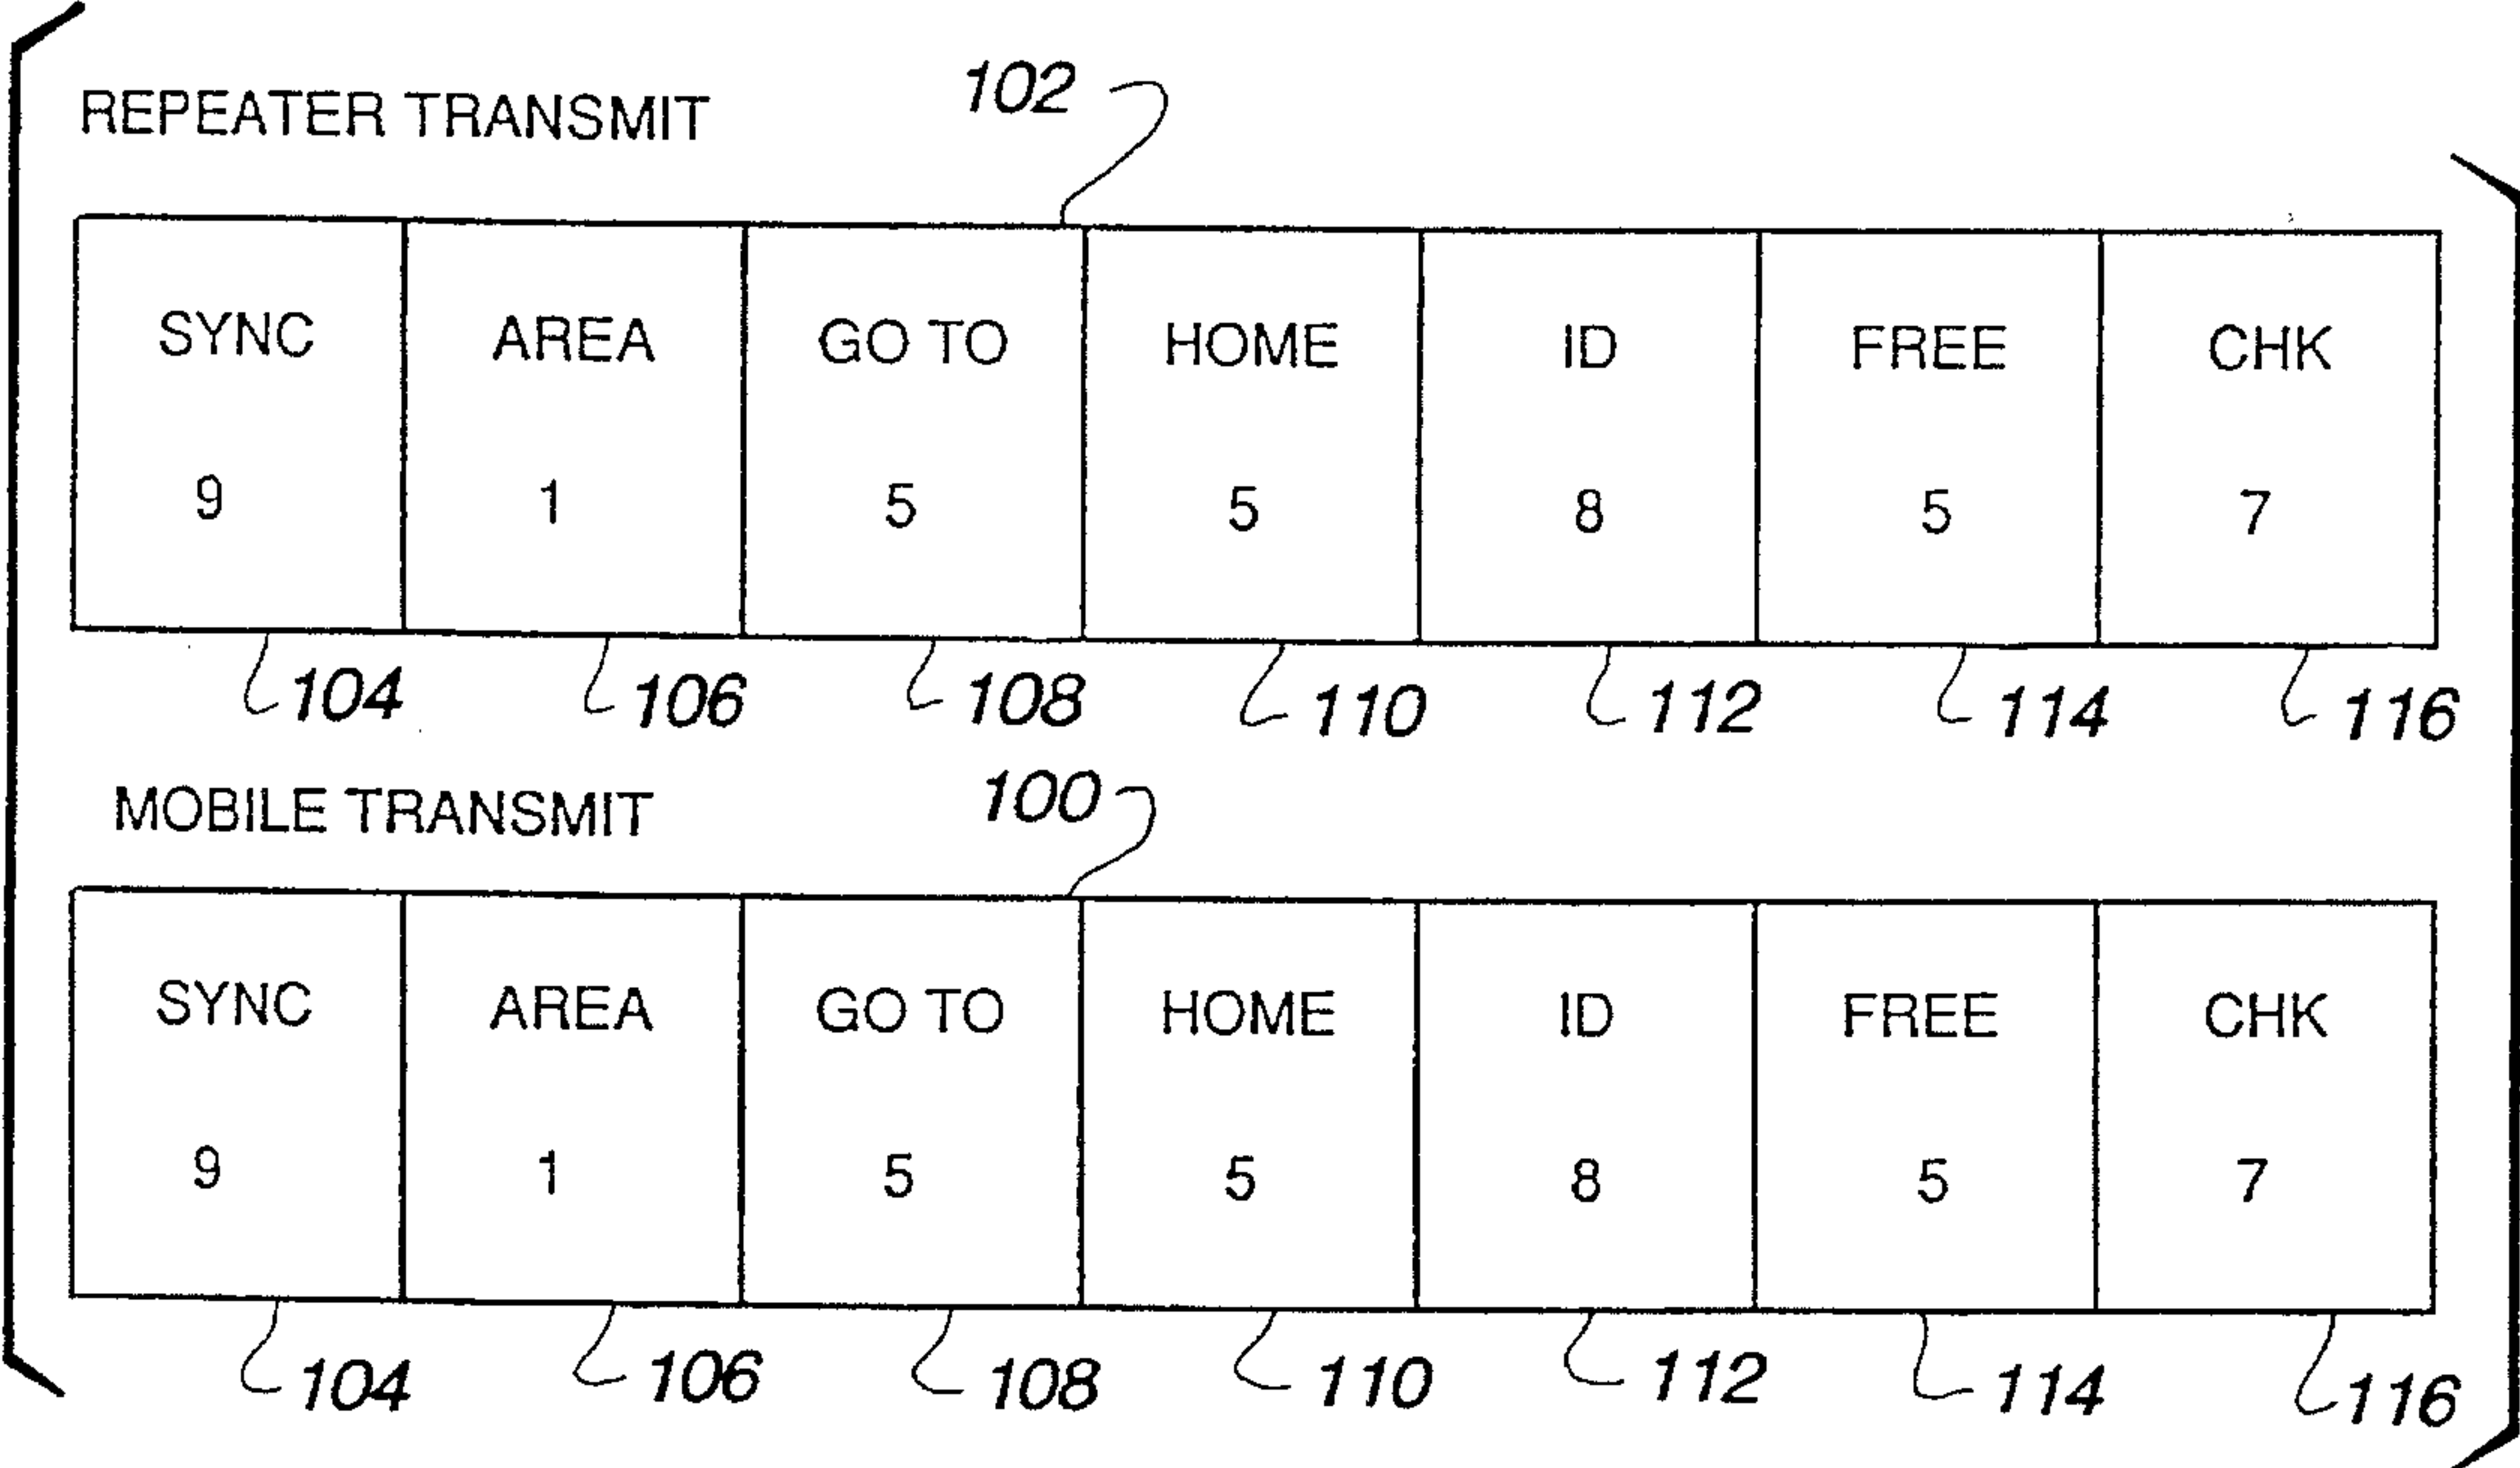 REPEATER TRANSMIT
102
SYNC AREA GO TO HOME ID FREE CHK
9 1 5 5 8 5 7
104 106 108 110 112 114 116
MOBILE TRANSMIT
100
SYNC AREA GO TO HOME ID FREE CHK
9 1 5 5 8 5 7
104 106 108 110 112 114 116